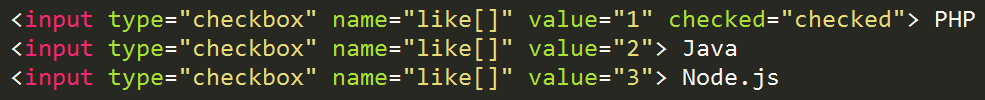 <input type="checkbox" name="like[]" value="1" checked="checked"> PHP
<input type="checkbox" name="like[]" value="2"> Java
<input type="checkbox" name="like[]" value="3"> Node.js